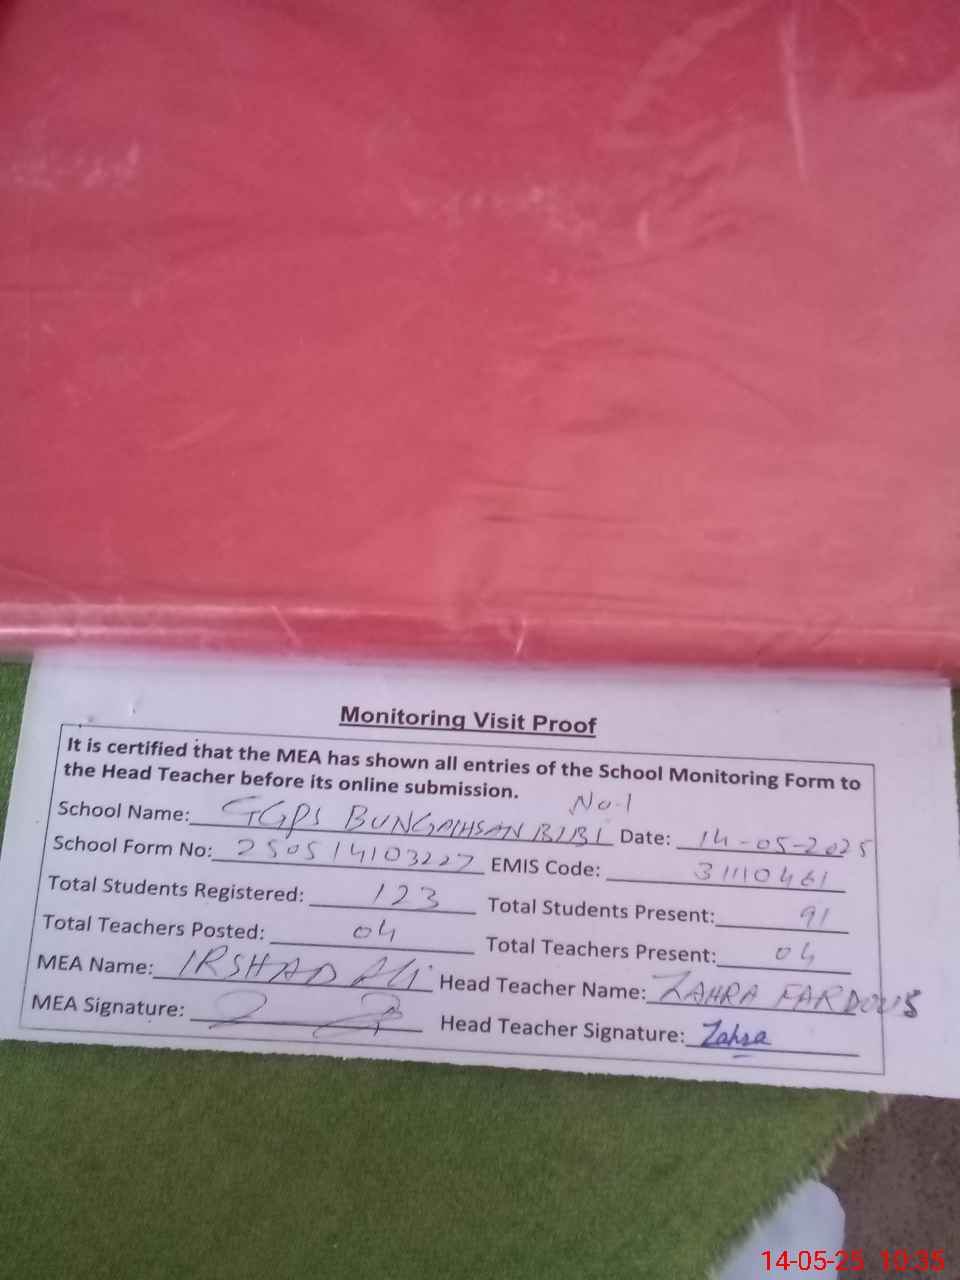 Monitoring Visit Proof
It is certified that the MEA has shown all entries of the School Monitoring Form to
the Head Teacher before its online submission.
No-1
School Name: GGPS BUNGAIHSAN BIBI Date: 14-05-2025
School Form No: 250514103227 EMIS Code: 31110461
Total Students Registered: 123 Total Students Present: 91
Total Teachers Posted: 04 Total Teachers Present: 04
MEA Name: IRSHAD ALI Head Teacher Name: ZAHRA FARDOUS
MEA Signature: Head Teacher Signature: Zahra
14-05-25 10:35